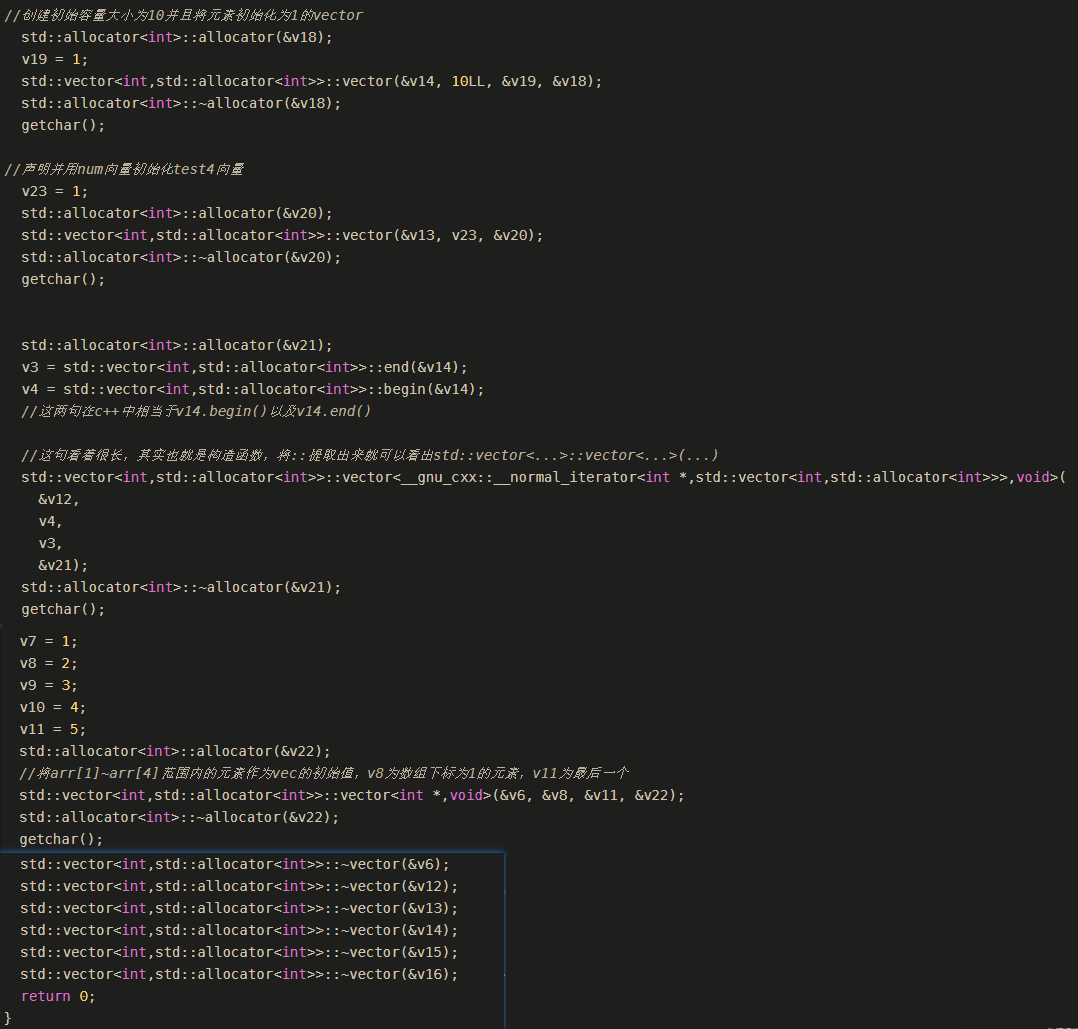 //创建初始容量大小为10并且将元素初始化为1的vector
std::allocator<int>::allocator(&v18);
v19 = 1;
std::vector<int,std::allocator<int>>::vector(&v14, 10LL, &v19, &v18);
std::allocator<int>::~allocator(&v18);
getchar();
//声明并用num向量初始化test4向量
v23 = 1;
std::allocator<int>::allocator(&v20);
std::vector<int,std::allocator<int>>::vector(&v13, v23, &v20);
std::allocator<int>::~allocator(&v20);
getchar();
std::allocator<int>::allocator(&v21);
v3 = std::vector<int,std::allocator<int>>::end(&v14);
v4 = std::vector<int,std::allocator<int>>::begin(&v14);
//这两句在c++中相当于v14.begin()以及v14.end()
//这句看着很长，其实也就是构造函数，将::提取出来就可以看出std::vector<...>::vector<...>(...)
std::vector<int,std::allocator<int>>::vector<__gnu_cxx::__normal_iterator<int *,std::vector<int,std::allocator<int>>>,void>(
&v12,
v4,
v3,
&v21);
std::allocator<int>::~allocator(&v21);
getchar();
v7 = 1;
v8 = 2;
v9 = 3;
v10 = 4;
v11 = 5;
std::allocator<int>::allocator(&v22);
//将arr[1]~arr[4]范围内的元素作为vec的初始值，v8为数组下标为1的元素，v11为最后一个
std::vector<int,std::allocator<int>>::vector<int *,void>(&v6, &v8, &v11, &v22);
std::allocator<int>::~allocator(&v22);
getchar();
std::vector<int,std::allocator<int>>::~vector(&v6);
std::vector<int,std::allocator<int>>::~vector(&v12);
std::vector<int,std::allocator<int>>::~vector(&v13);
std::vector<int,std::allocator<int>>::~vector(&v14);
std::vector<int,std::allocator<int>>::~vector(&v15);
std::vector<int,std::allocator<int>>::~vector(&v16);
return 0;
}